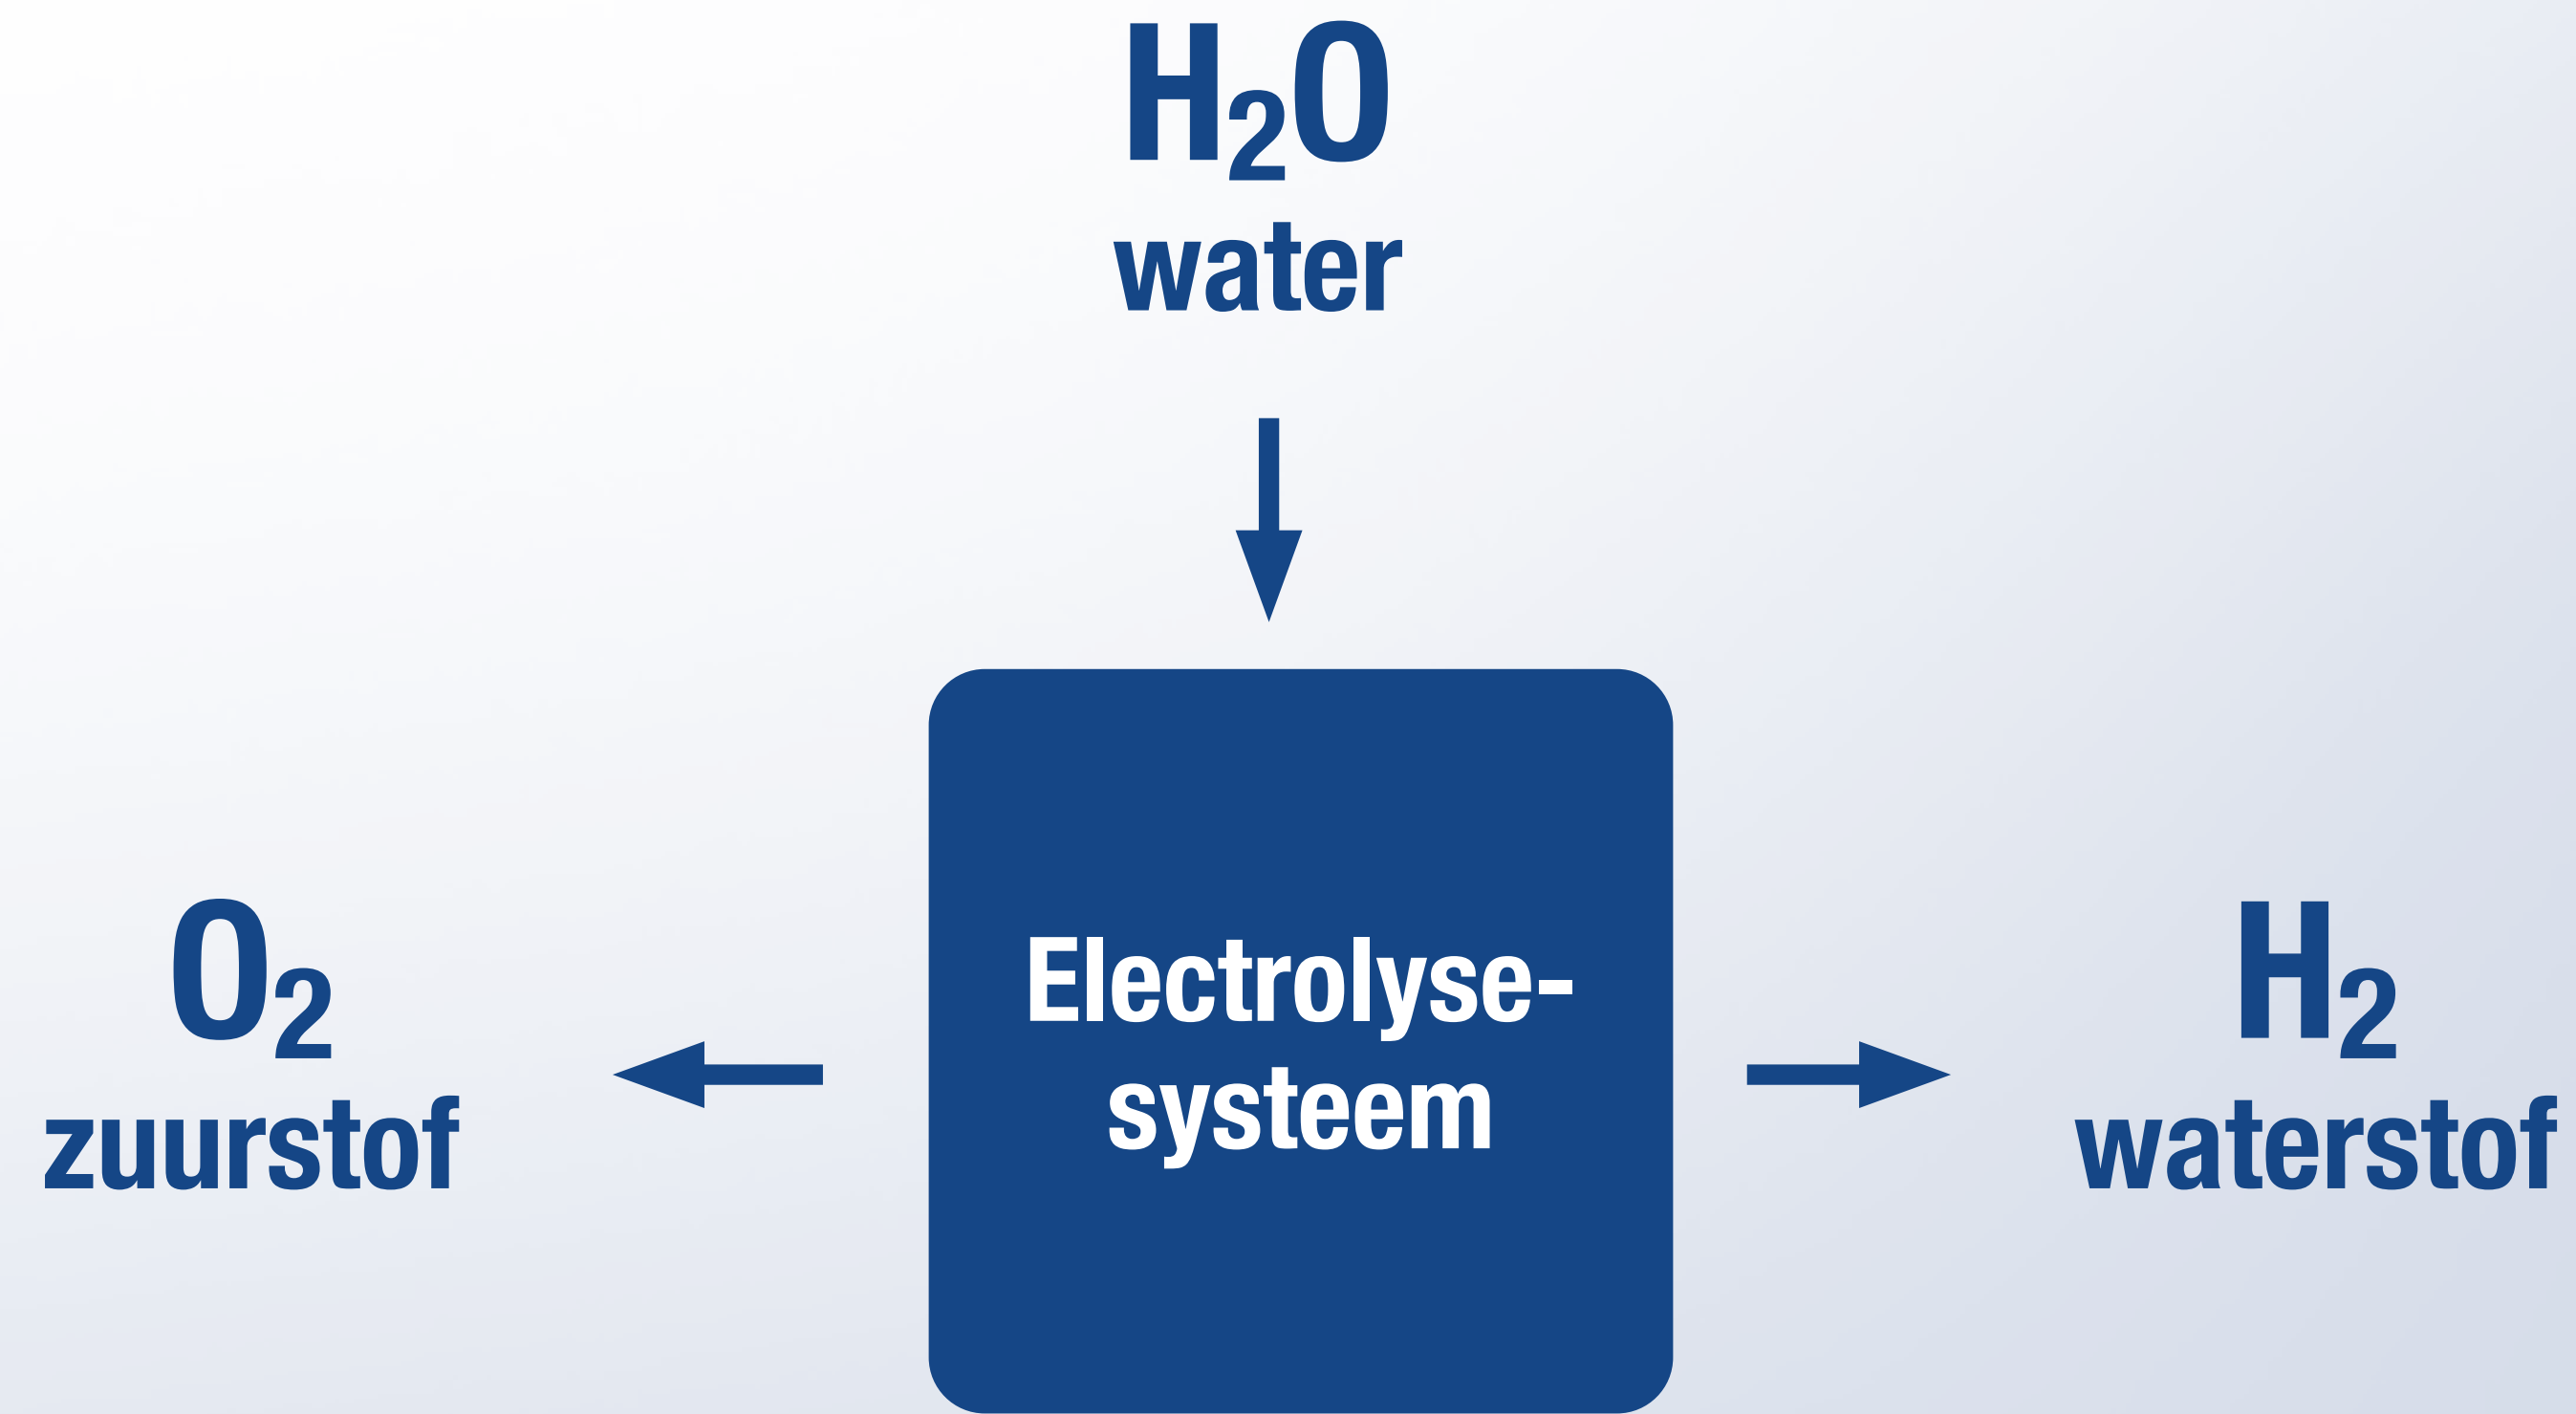 H₂O
water
O₂
zuurstof
Electrolyse-
systeem
H₂
waterstof